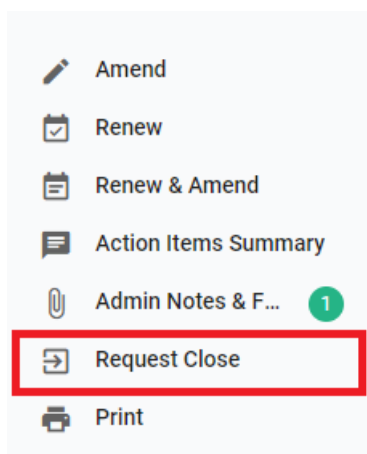 Amend
Renew
Renew & Amend
Action Items Summary
Admin Notes & F... 1
Request Close
Print